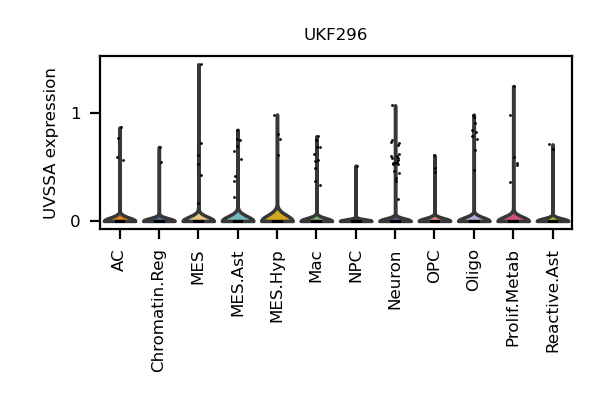 UKF296
UVSSA expression
1
0
AC
Chromatin.Reg
MES
MES.Ast
MES.Hyp
Mac
NPC
Neuron
OPC
Oligo
Prolif.Metab
Reactive.Ast